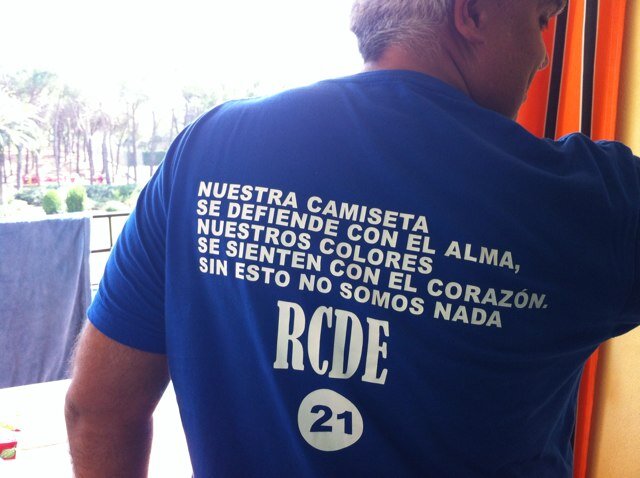 NUESTRA CAMISETA
SE DEFIENDE CON EL ALMA,
NUESTROS COLORES
SE SIENTEN CON EL CORAZÓN.
SIN ESTO NO SOMOS NADA
RCDE
21